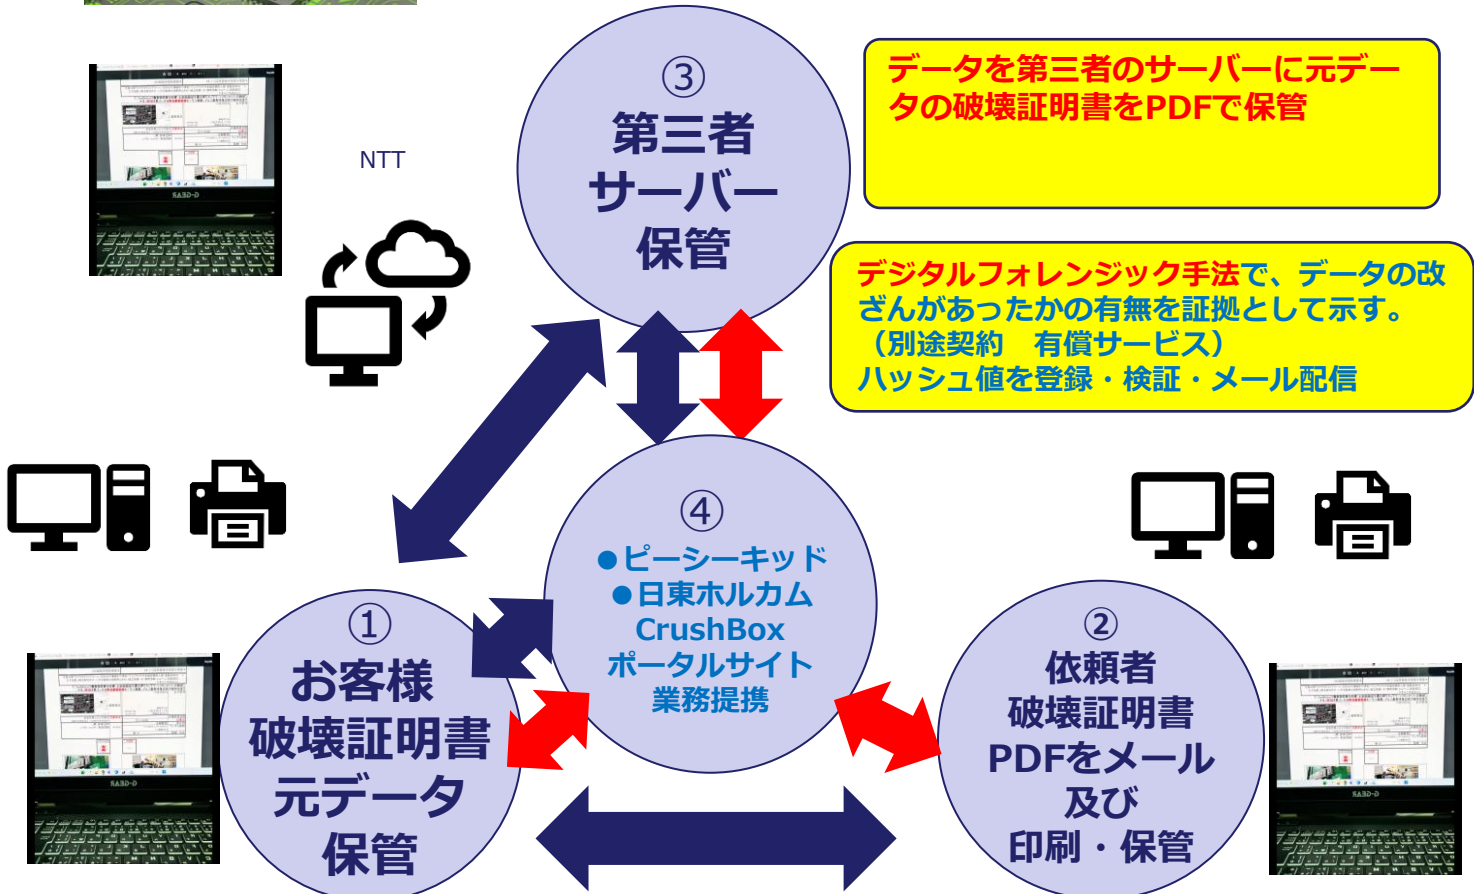 ③
第三者
サーバー
保管
データを第三者のサーバーに元デー
タの破壊証明書をPDFで保管
NTT
デジタルフォレンジック手法で、データの改
ざんがあったかの有無を証拠として示す。
（別途契約　有償サービス）
ハッシュ値を登録・検証・メール配信
④
●ピーシーキッド
●日東ホルカム
CrushBox
ポータルサイト
業務提携
①
お客様
破壊証明書
元データ
保管
②
依頼者
破壊証明書
PDFをメール
及び
印刷・保管
G-GEAR
G-GEAR
G-GEAR